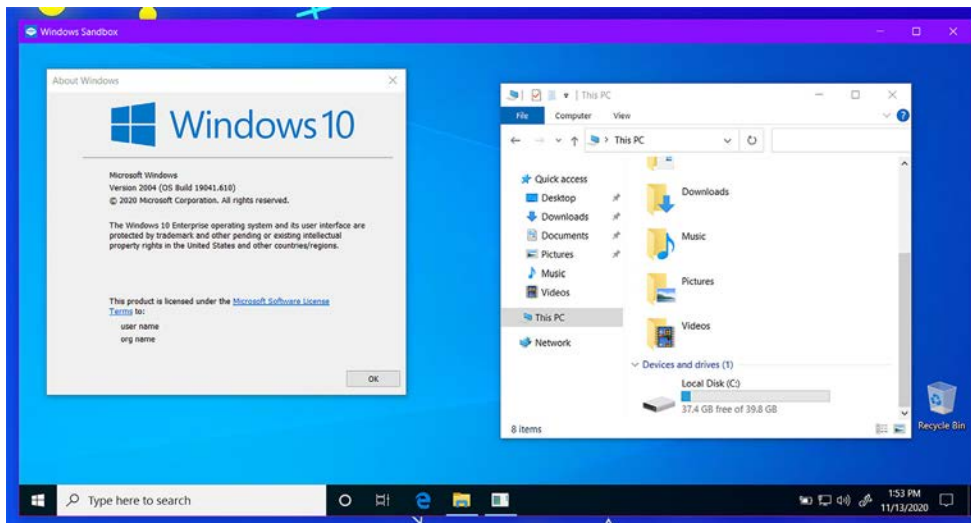 Windows Sandbox
About Windows
Windows 10
Microsoft Windows
Version 2004 (OS Build 19041.610)
© 2020 Microsoft Corporation. All rights reserved.
The Windows 10 Enterprise operating system and its user interface are
protected by trademark and other pending or existing intellectual
property rights in the United States and other countries/regions.
This product is licensed under the Microsoft Software License
Terms to:
user name
org name
OK
This PC
File Computer View
This PC
Quick access
Desktop
Downloads
Documents
Pictures
Music
Videos
This PC
Network
Downloads
Music
Pictures
Videos
Devices and drives (1)
Local Disk (C:)
37.4 GB free of 39.8 GB
8 items
Recycle Bin
Type here to search
1:53 PM
11/13/2020